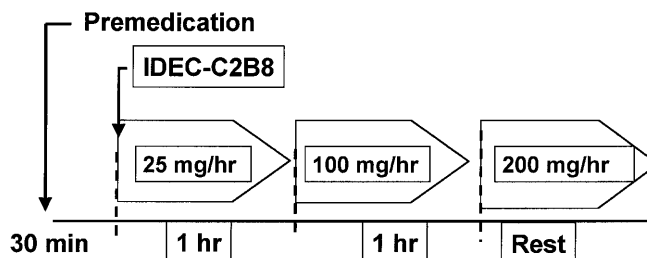 Premedication
IDEC-C2B8
25 mg/hr
100 mg/hr
200 mg/hr
30 min
1 hr
1 hr
Rest